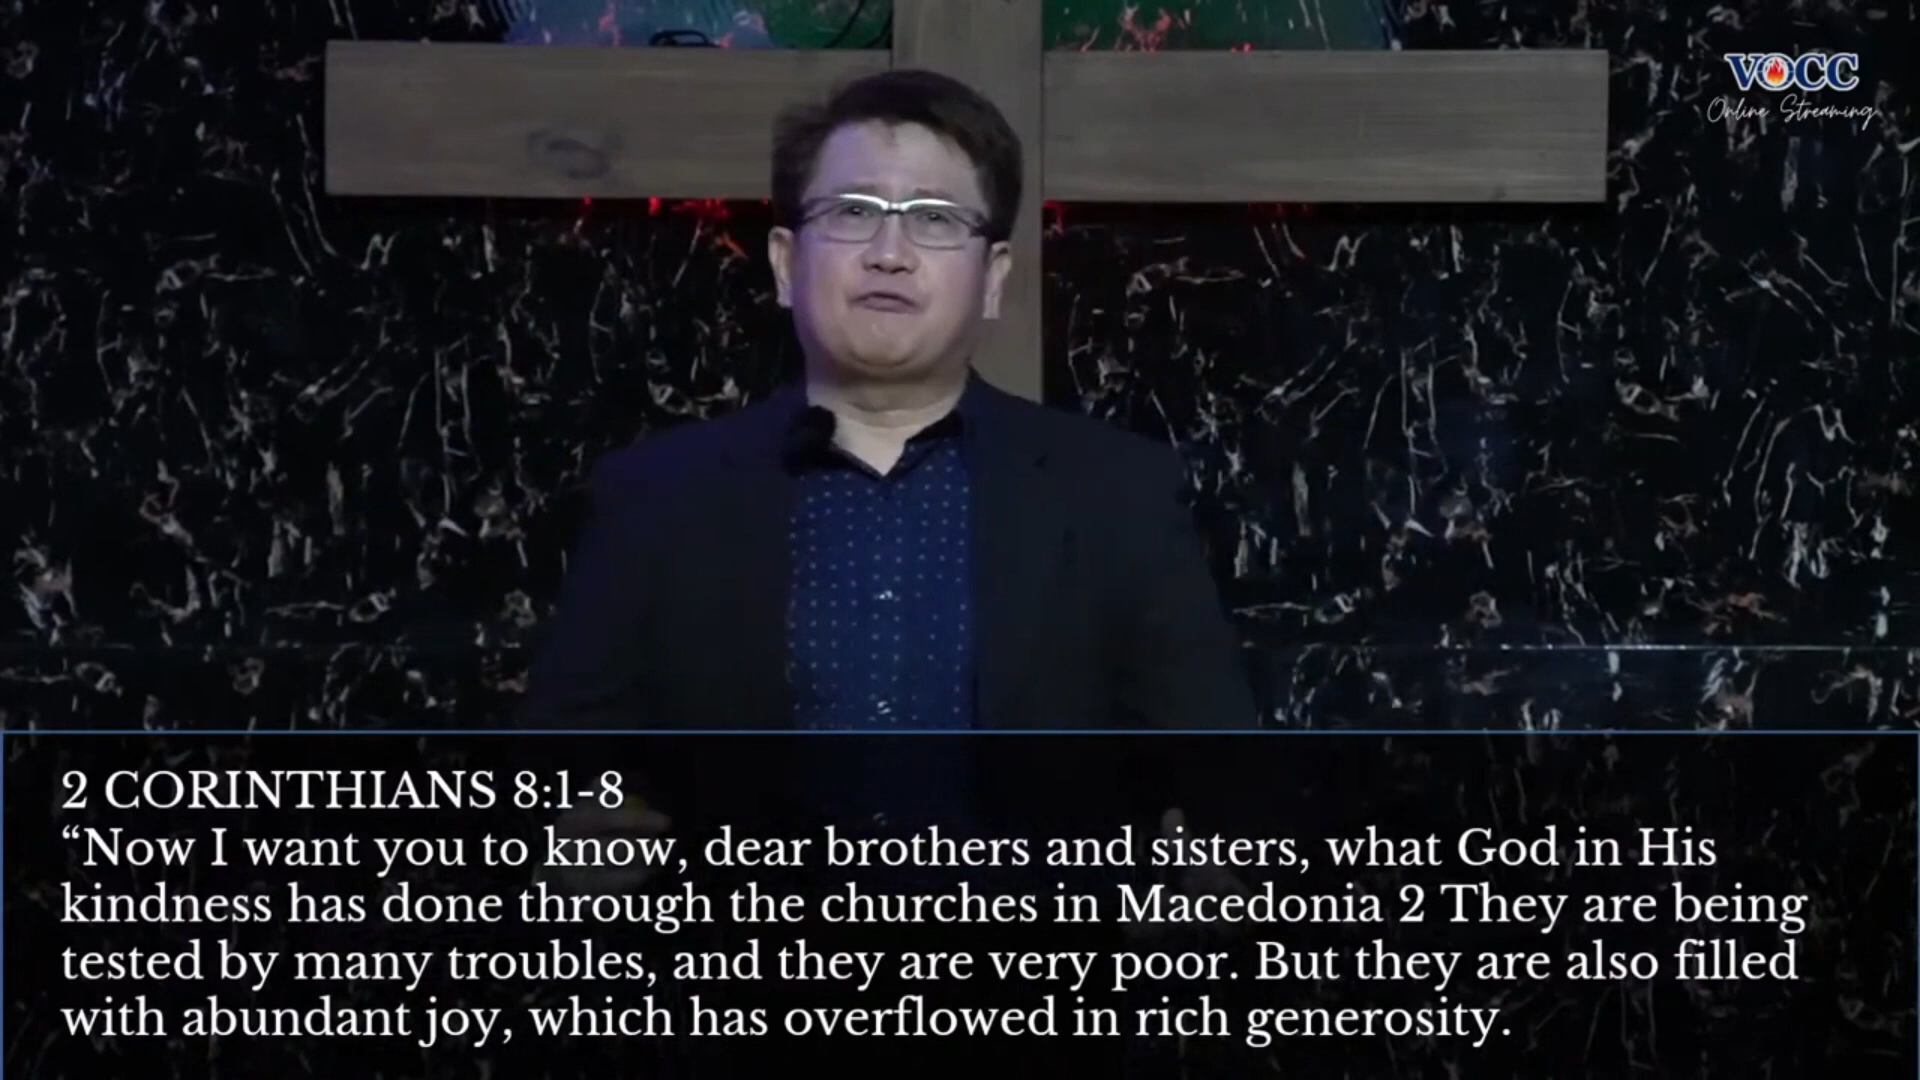 VOCC
Online Streaming
2 CORINTHIANS 8:1-8
“Now I want you to know, dear brothers and sisters, what God in His
kindness has done through the churches in Macedonia 2 They are being
tested by many troubles, and they are very poor. But they are also filled
with abundant joy, which has overflowed in rich generosity.